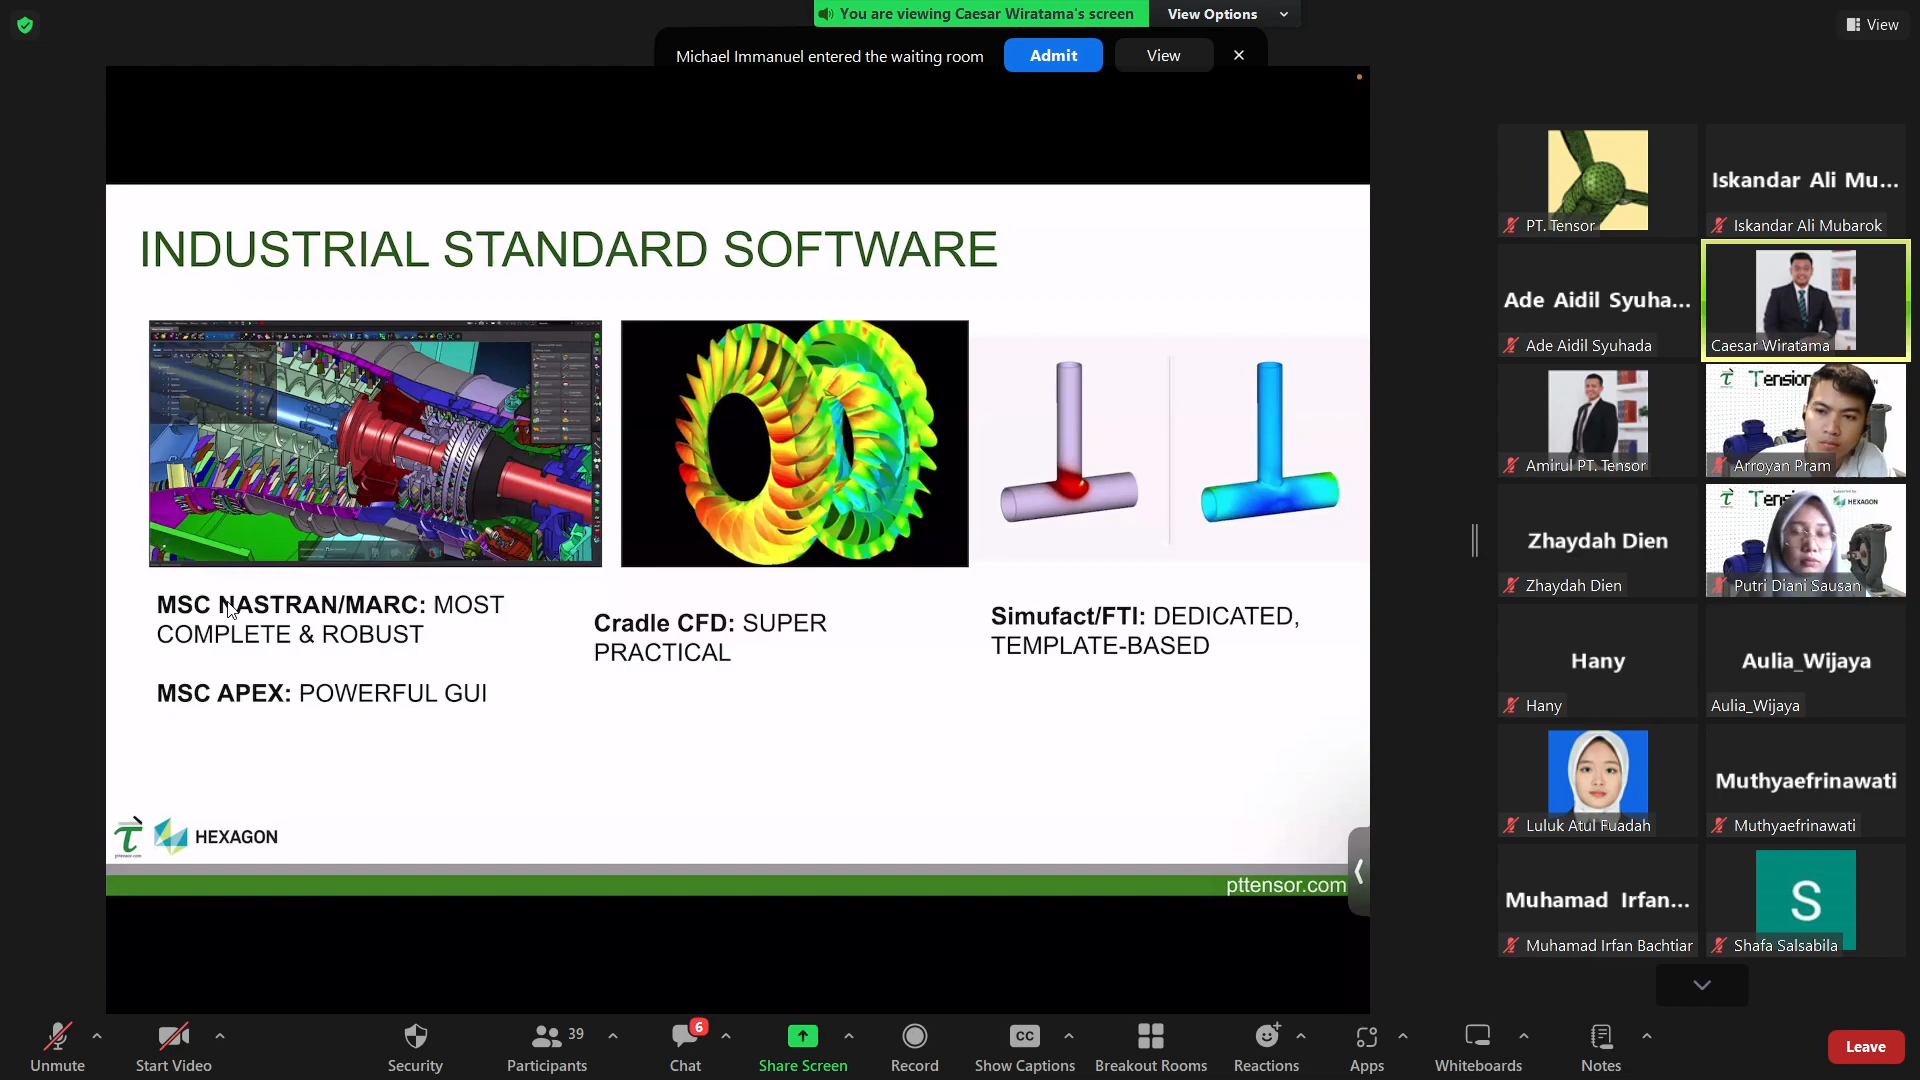 You are viewing Caesar Wiratama's screen
View Options
View
Michael Immanuel entered the waiting room
Admit
View
INDUSTRIAL STANDARD SOFTWARE
MSC NASTRAN/MARC: MOST
COMPLETE & ROBUST
MSC APEX: POWERFUL GUI
Cradle CFD: SUPER
PRACTICAL
Simufact/FTI: DEDICATED,
TEMPLATE-BASED
τ
pttensor.com
HEXAGON
pttensor.com
PT. Tensor
Iskandar Ali Mu...
Iskandar Ali Mubarok
Ade Aidil Syuha...
Ade Aidil Syuhada
Caesar Wiratama
Amirul PT. Tensor
Tension
Arroyan Pram
Zhaydah Dien
Zhaydah Dien
HEXAGON
Putri Diani Sausan
Hany
Hany
Aulia_Wijaya
Aulia_Wijaya
Luluk Atul Fuadah
Muthyaefrinawati
Muthyaefrinawati
Muhamad Irfan...
Muhamad Irfan Bachtiar
S
Shafa Salsabila
Unmute
Start Video
Security
39
Participants
6
Chat
Share Screen
Record
CC
Show Captions
Breakout Rooms
Reactions
Apps
Whiteboards
Notes
Leave